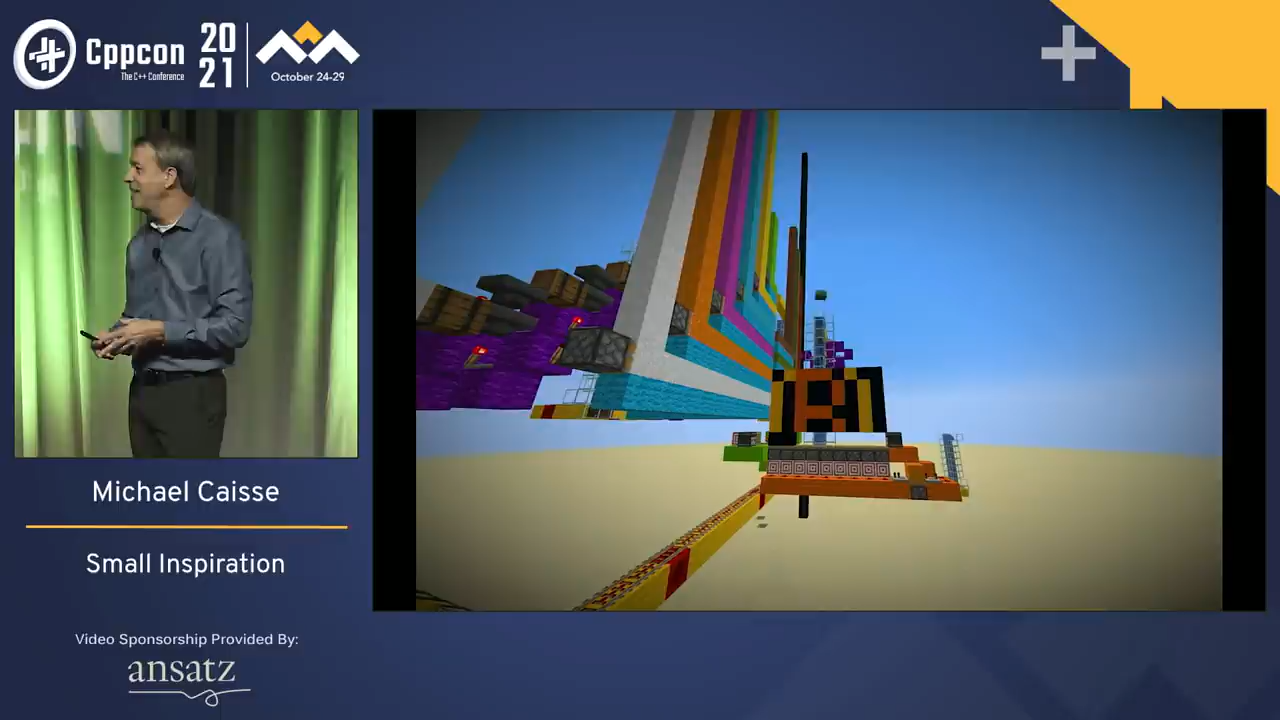 Cppcon
The C++ Conference
20
21
October 24-29
Michael Caisse
Small Inspiration
Video Sponsorship Provided By:
ansatz